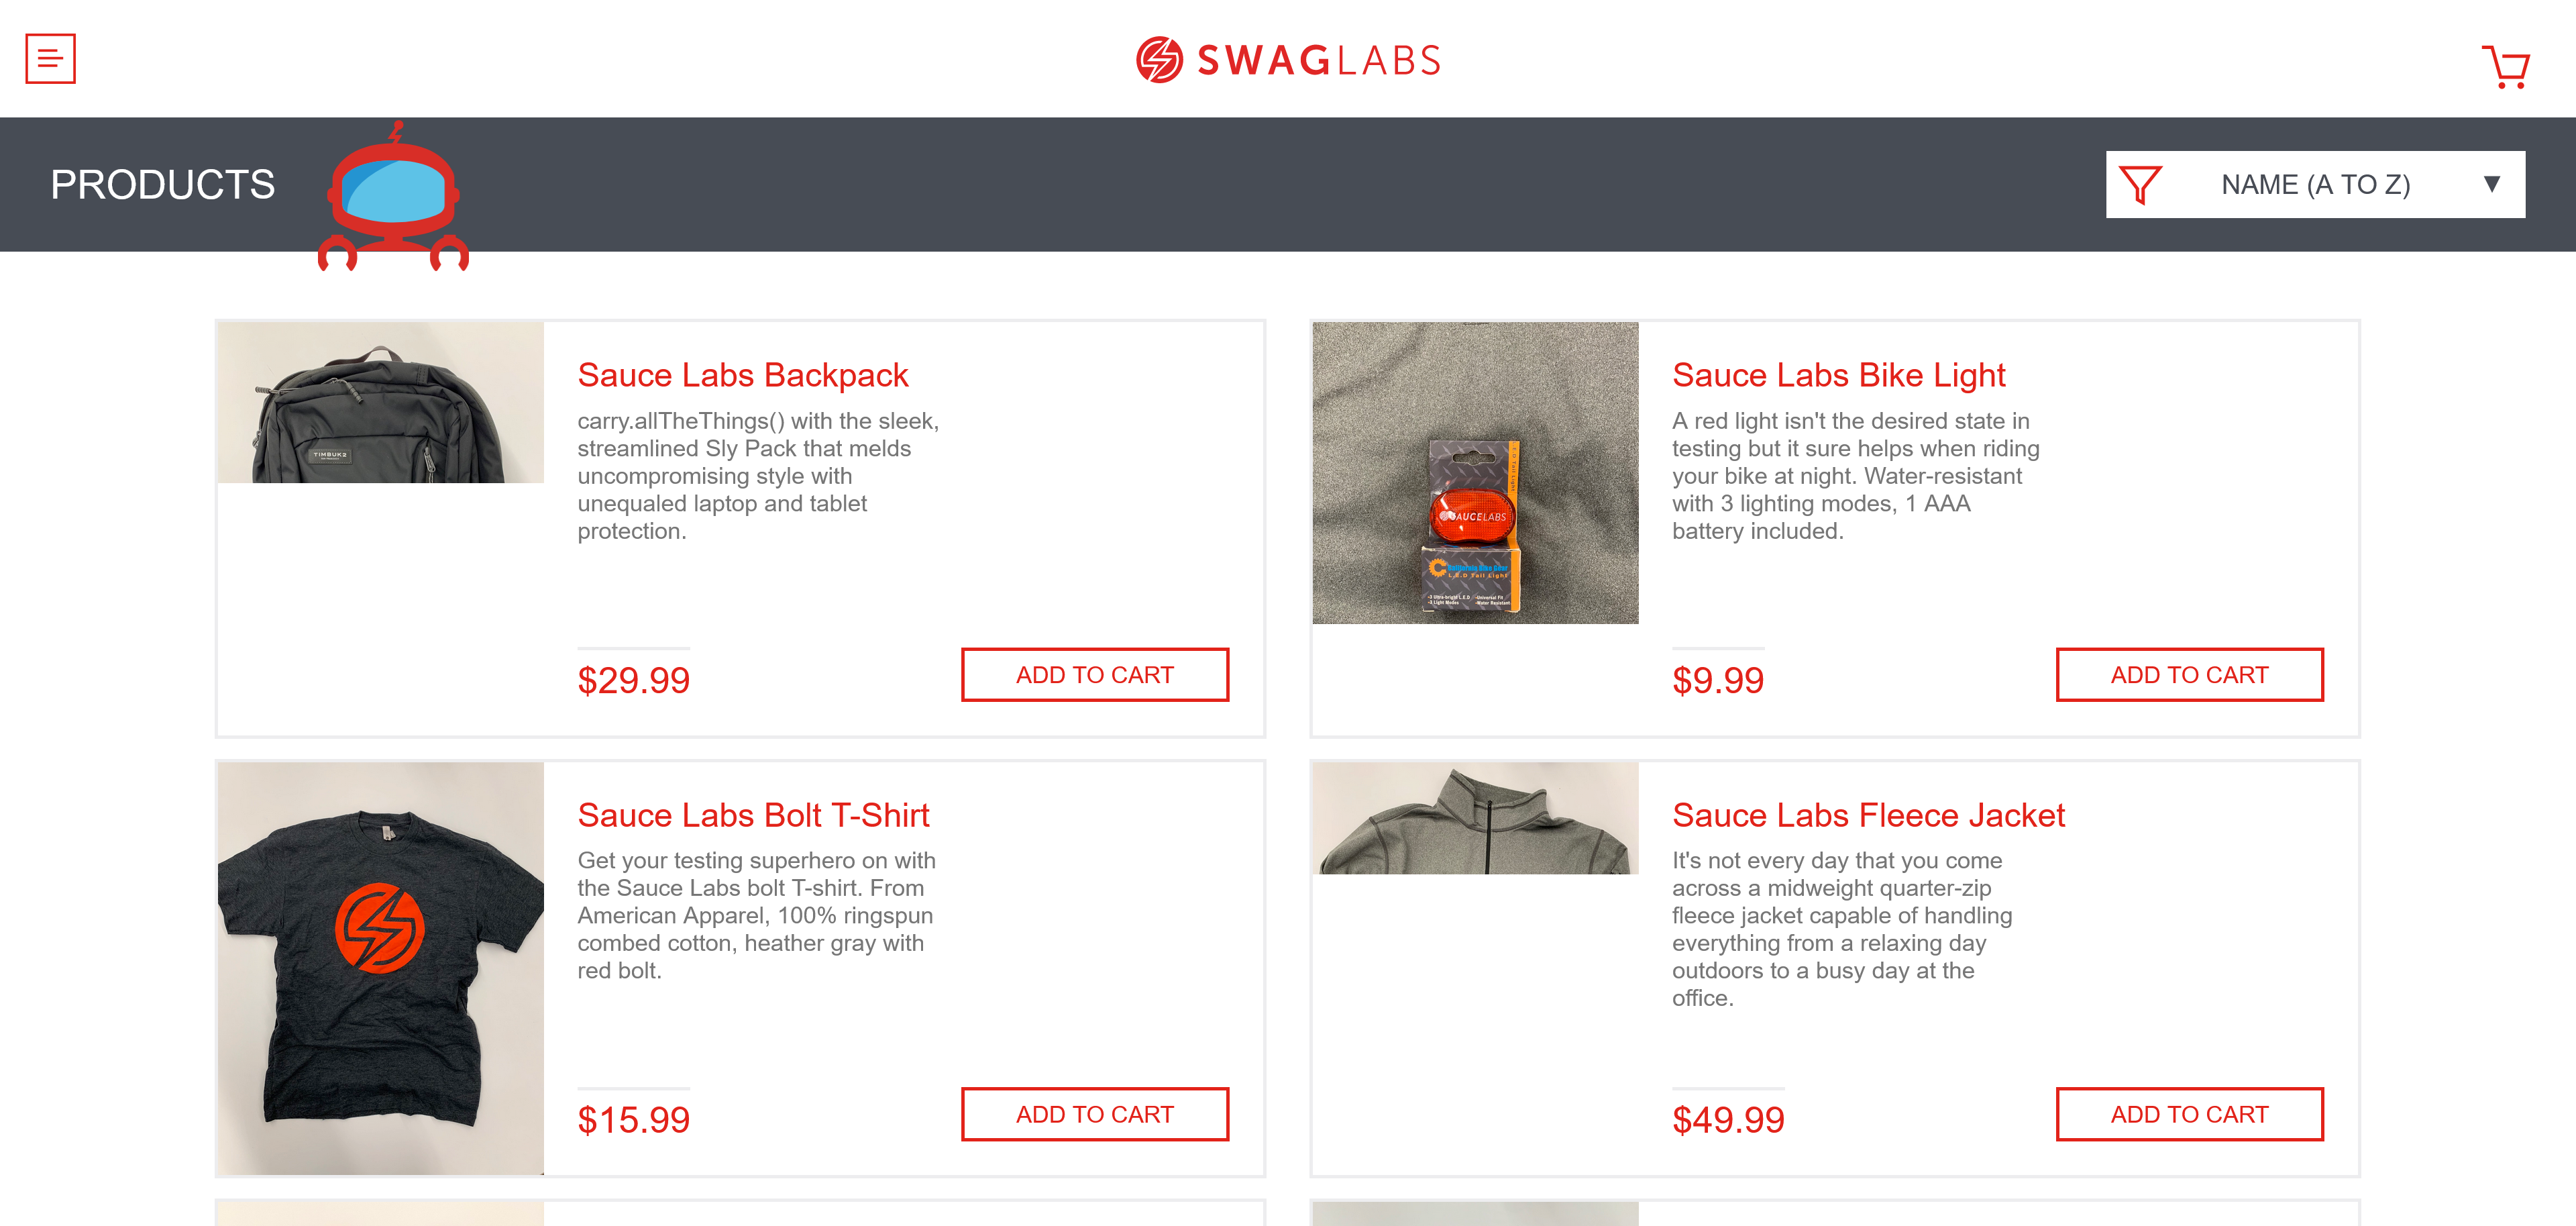 SWAGLABS
PRODUCTS
NAME (A TO Z)
Sauce Labs Backpack
carry.allTheThings() with the sleek,
streamlined Sly Pack that melds
uncompromising style with
unequaled laptop and tablet
protection.
$29.99
ADD TO CART
TIMBUK2
Sauce Labs Bike Light
A red light isn't the desired state in
testing but it sure helps when riding
your bike at night. Water-resistant
with 3 lighting modes, 1 AAA
battery included.
$9.99
ADD TO CART
SAUCELABS
California Bike Gear
L.E.D Tail Light
Sauce Labs Bolt T-Shirt
Get your testing superhero on with
the Sauce Labs bolt T-shirt. From
American Apparel, 100% ringspun
combed cotton, heather gray with
red bolt.
$15.99
ADD TO CART
Sauce Labs Fleece Jacket
It's not every day that you come
across a midweight quarter-zip
fleece jacket capable of handling
everything from a relaxing day
outdoors to a busy day at the
office.
$49.99
ADD TO CART